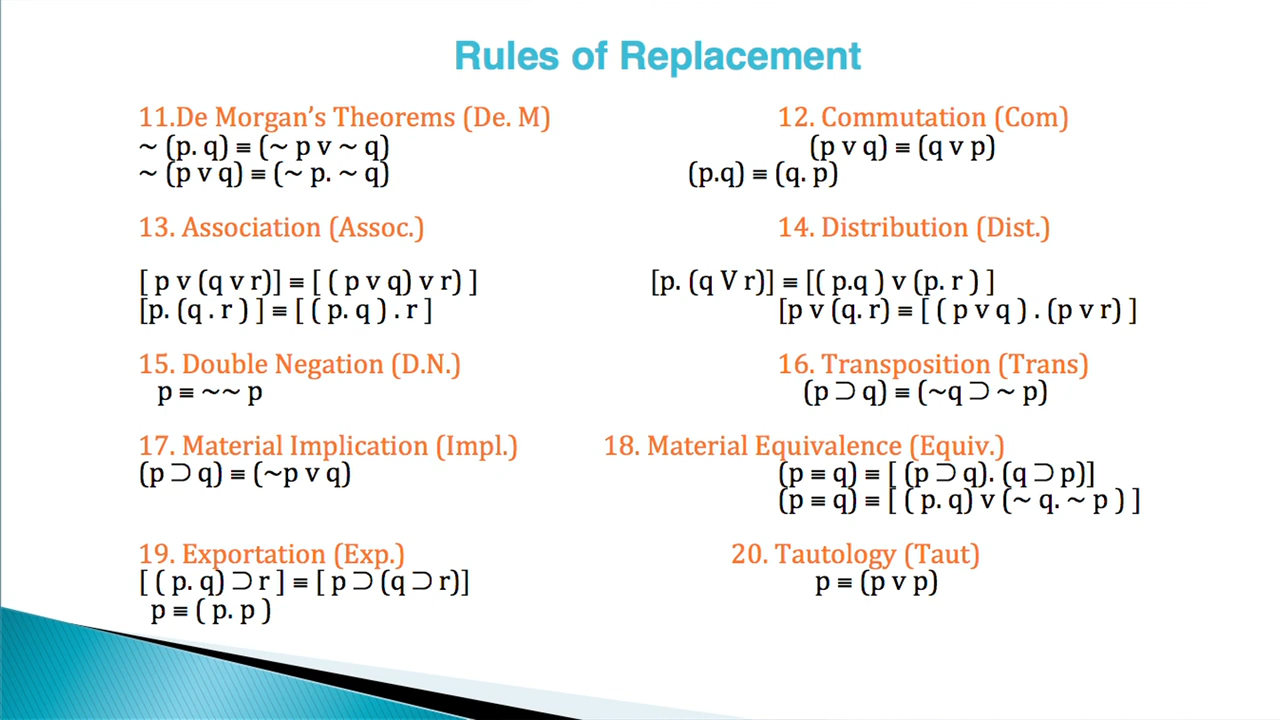 Rules of Replacement
11.De Morgan's Theorems (De. M)
~ (p. q) ≡ (~ p v ~ q)
~ (p v q) ≡ (~ p. ~ q)
12. Commutation (Com)
(p v q) ≡ (q v p)
(p.q) ≡ (q. p)
13. Association (Assoc.)
[ p v (q v r)] ≡ [ ( p v q) v r) ]
[p. (q . r ) ] ≡ [ ( p. q ) . r ]
14. Distribution (Dist.)
[p. (q V r)] ≡ [( p.q ) v (p. r ) ]
[p v (q. r) ≡ [ ( p v q ) . (p v r) ]
15. Double Negation (D.N.)
p ≡ ~~ p
16. Transposition (Trans)
(p ⊃ q) ≡ (~q ⊃ ~ p)
17. Material Implication (Impl.)
(p ⊃ q) ≡ (~p v q)
18. Material Equivalence (Equiv.)
(p ≡ q) ≡ [ (p ⊃ q). (q ⊃ p)]
(p ≡ q) ≡ [ ( p. q) v (~ q. ~ p ) ]
19. Exportation (Exp.)
[ ( p. q) ⊃ r ] ≡ [ p ⊃ (q ⊃ r)]
p ≡ ( p. p )
20. Tautology (Taut)
p ≡ (p v p)